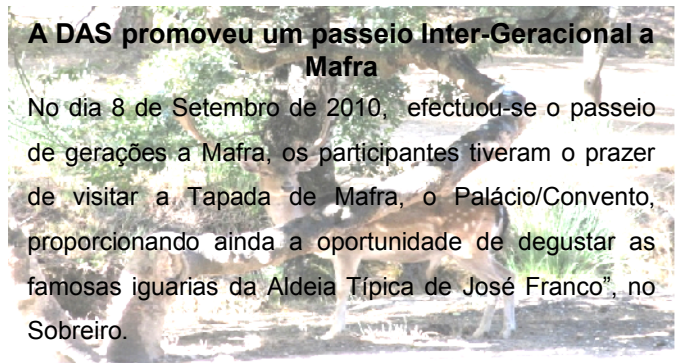 A DAS promoveu um passeio Inter-Geracional a
Mafra
No dia 8 de Setembro de 2010, efectuou-se o passeio
de gerações a Mafra, os participantes tiveram o prazer
de visitar a Tapada de Mafra, o Palácio/Convento,
proporcionando ainda a oportunidade de degustar as
famosas iguarias da Aldeia Típica de José Franco”, no
Sobreiro.